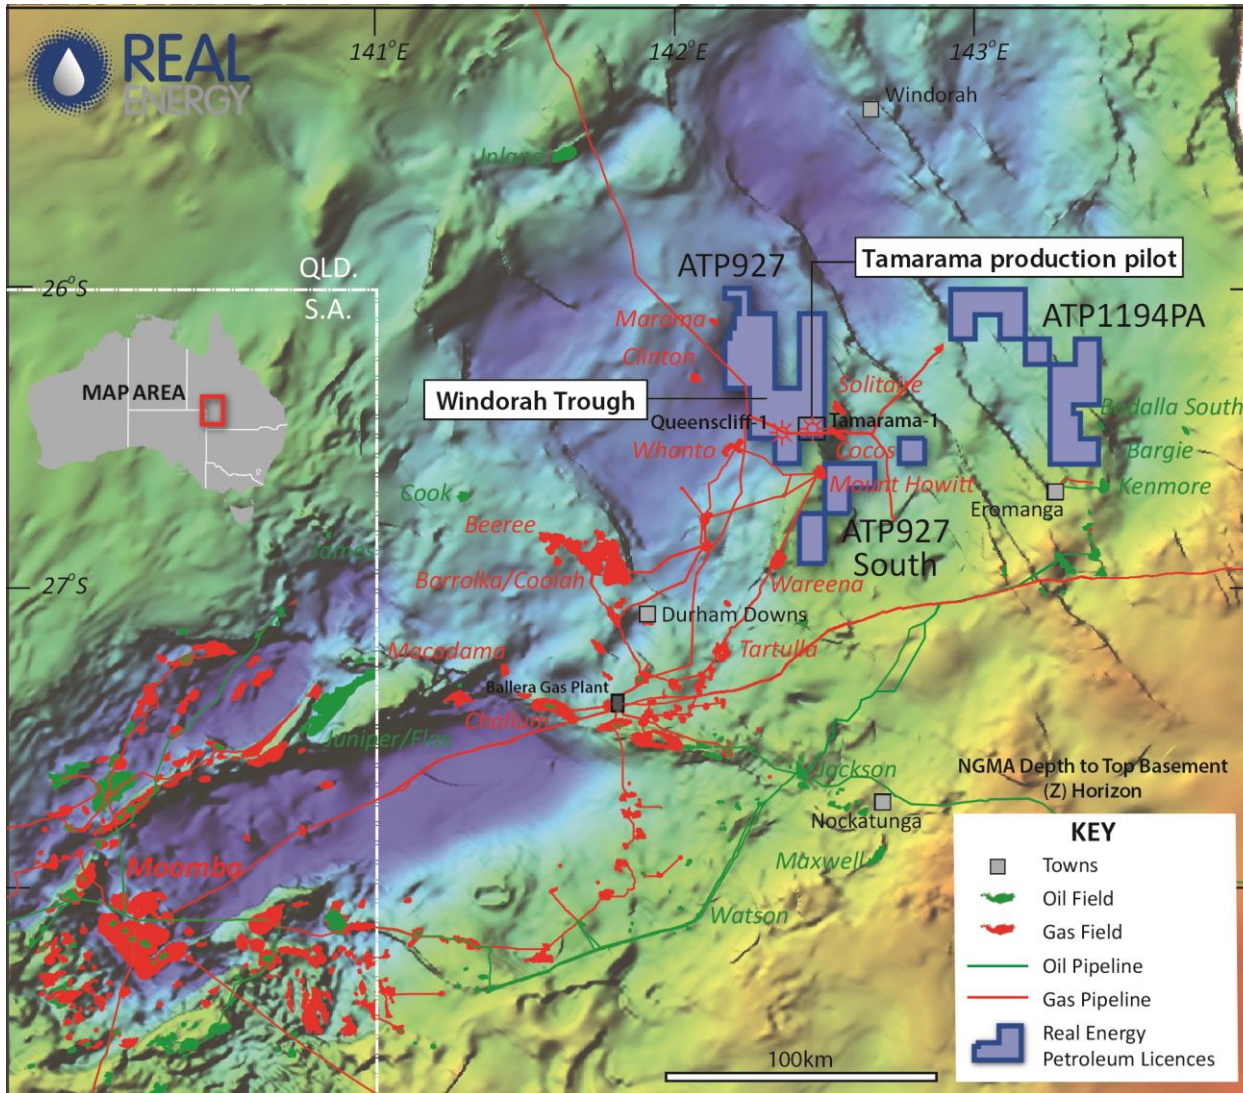 REAL
ENERGY
141°E
142°E
143°E
Windorah
Inland
QLD.
S.A.
26°S
ATP927
Tamarama production pilot
ATP1194PA
Marama
Clinton
MAP AREA
Windorah Trough
Solitaire
Queenscliff-1
Tamarama-1
Bodalla South
Whanto
Cocos
Bargie
Mount Howitt
Kenmore
Cook
Eromanga
Beeree
ATP927
South
James
Barrolka/Coolah
Wareena
27°S
Durham Downs
Macadama
Tartulla
Ballera Gas Plant
Challum
Juniper/Flax
Jackson
NGMA Depth to Top Basement
(Z) Horizon
Nockatunga
Maxwell
Moomba
Watson
KEY
Towns
Oil Field
Gas Field
Oil Pipeline
Gas Pipeline
Real Energy
Petroleum Licences
100km